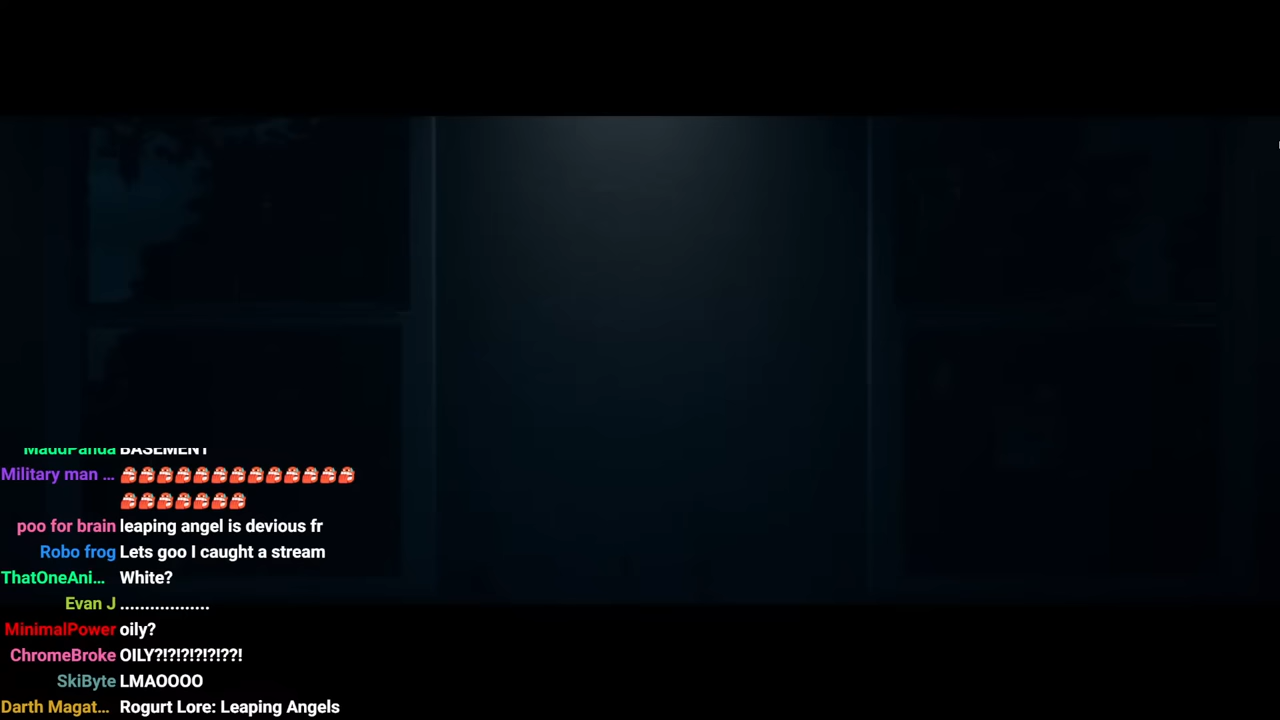 MaddPanda BASEMENT
Military man ...
poo for brain leaping angel is devious fr
Robo frog Lets goo I caught a stream
ThatOneAni... White?
Evan J ..................
MinimalPower oily?
ChromeBroke OILY?!?!?!?!?!??!
SkiByte LMAOOOO
Darth Magat... Rogurt Lore: Leaping Angels